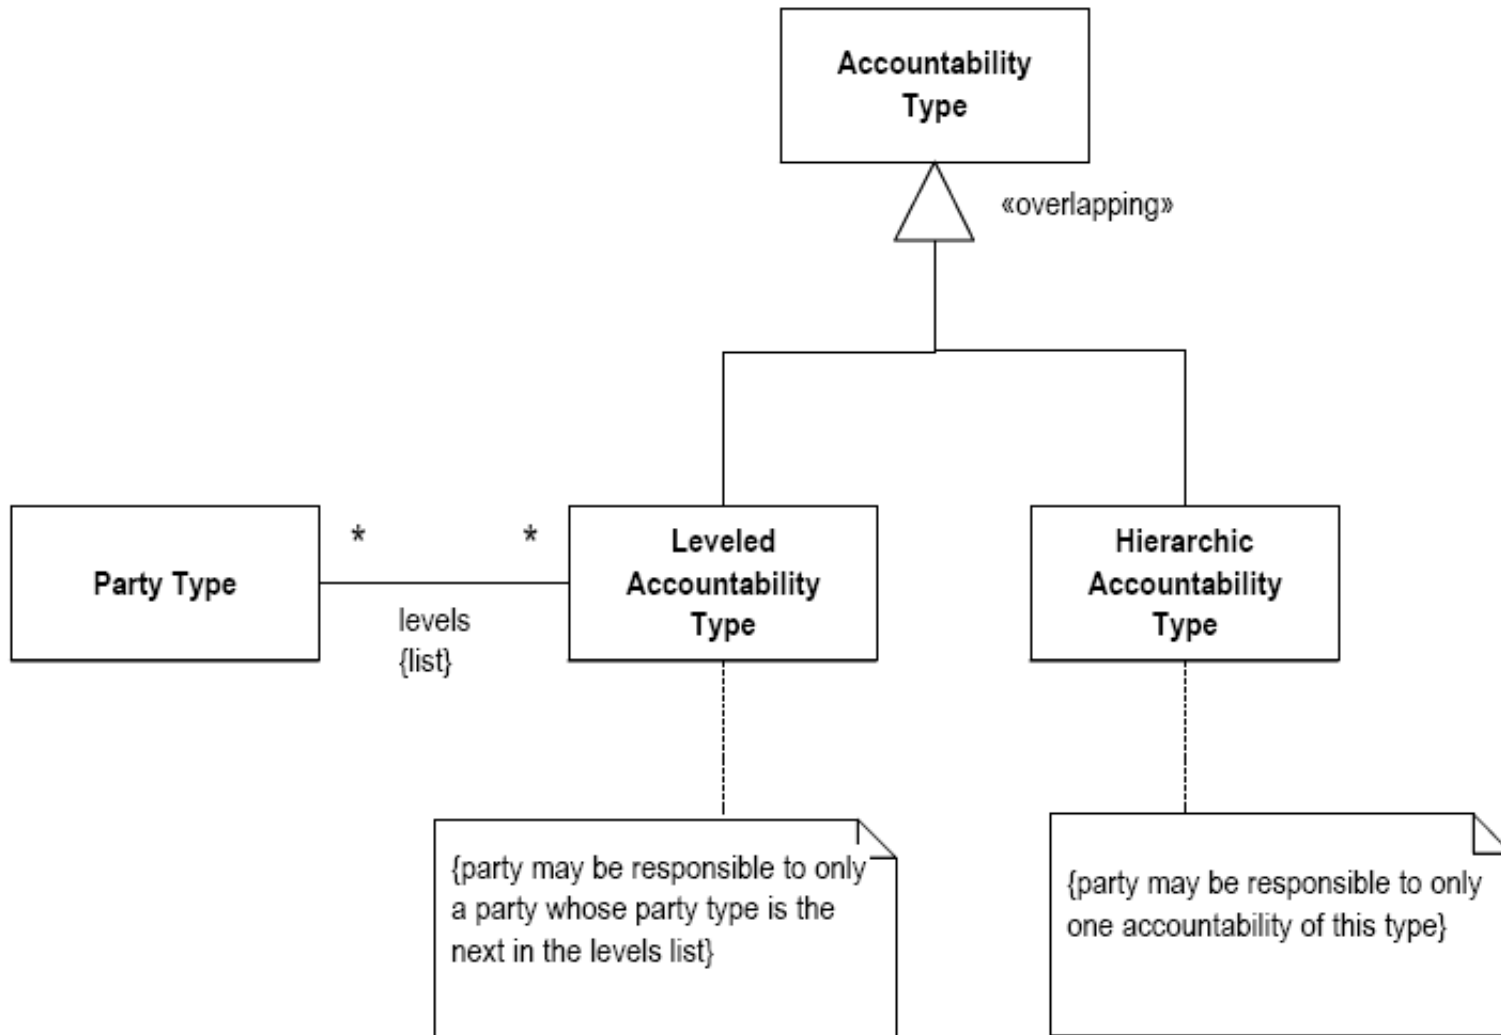 Accountability
Type
«overlapping»
Party Type
*
*
levels
{list}
Leveled
Accountability
Type
Hierarchic
Accountability
Type
{party may be responsible to only
a party whose party type is the
next in the levels list}
{party may be responsible to only
one accountability of this type}